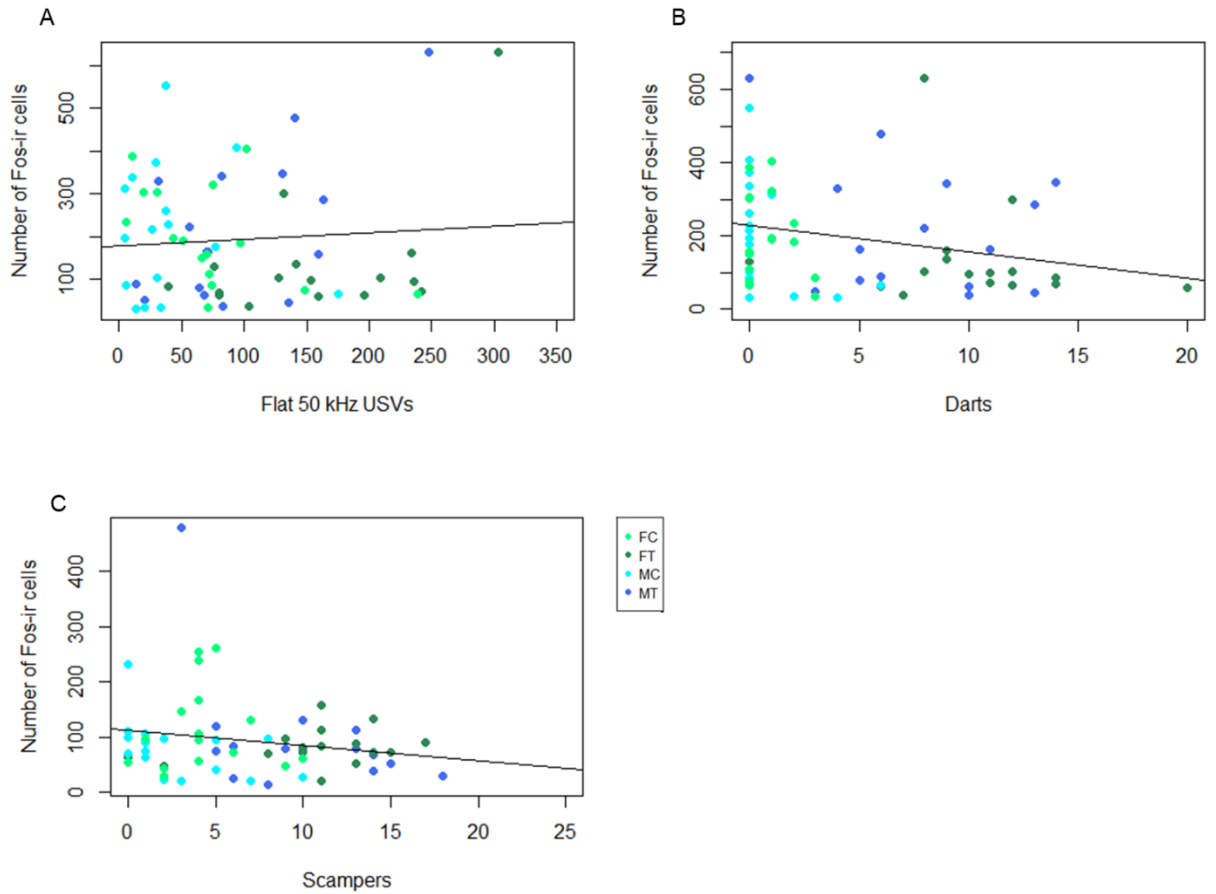 A
Number of Fos-ir cells
500
300
100
0 50 100 150 200 250 300 350
Flat 50 kHz USVs
B
Number of Fos-ir cells
600
400
200
0
0 5 10 15 20
Darts
C
Number of Fos-ir cells
400
300
200
100
0
0 5 10 15 20 25
Scampers
FC
FT
MC
MT